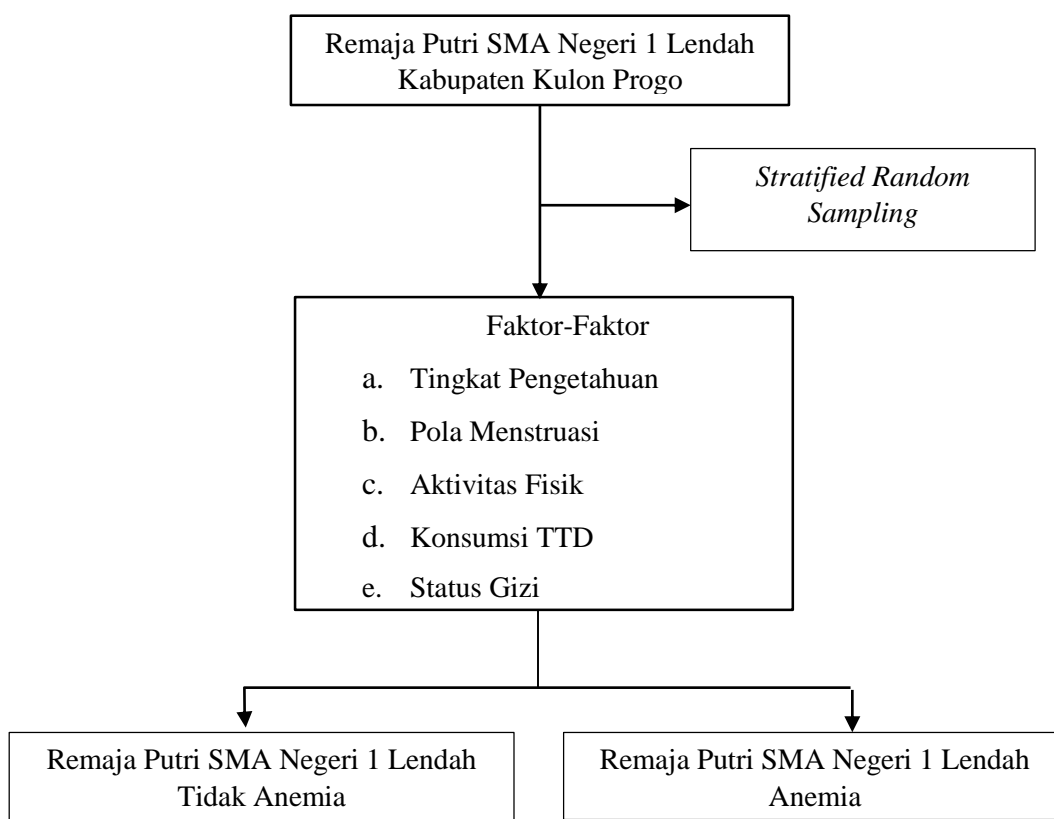 Remaja Putri SMA Negeri 1 Lendah
Kabupaten Kulon Progo
Stratified Random
Sampling
Faktor-Faktor
a. Tingkat Pengetahuan
b. Pola Menstruasi
c. Aktivitas Fisik
d. Konsumsi TTD
e. Status Gizi
Remaja Putri SMA Negeri 1 Lendah
Tidak Anemia
Remaja Putri SMA Negeri 1 Lendah
Anemia